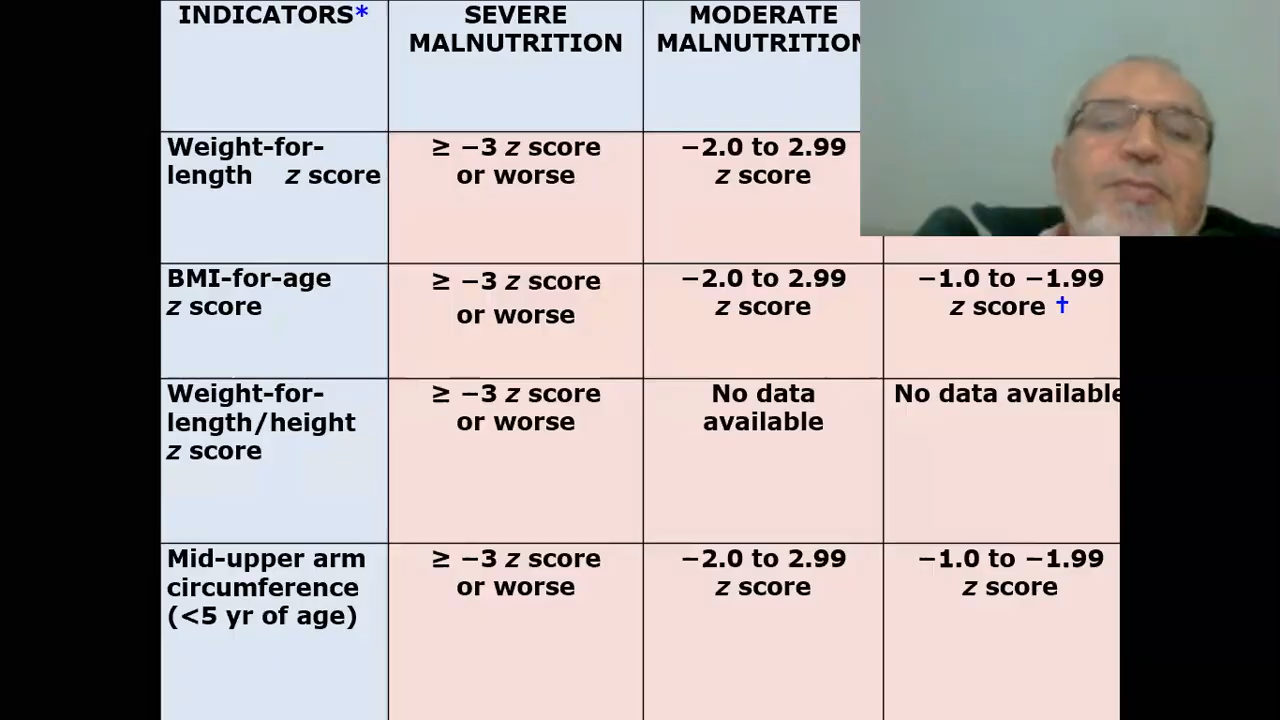 INDICATORS*
SEVERE
MALNUTRITION
MODERATE
MALNUTRITION
Weight-for-
length z score
≥ −3 z score
or worse
−2.0 to 2.99
z score
BMI-for-age
z score
≥ −3 z score
or worse
−2.0 to 2.99
z score
−1.0 to −1.99
z score †
Weight-for-
length/height
z score
≥ −3 z score
or worse
No data
available
No data available
Mid-upper arm
circumference
(<5 yr of age)
≥ −3 z score
or worse
−2.0 to 2.99
z score
−1.0 to −1.99
z score